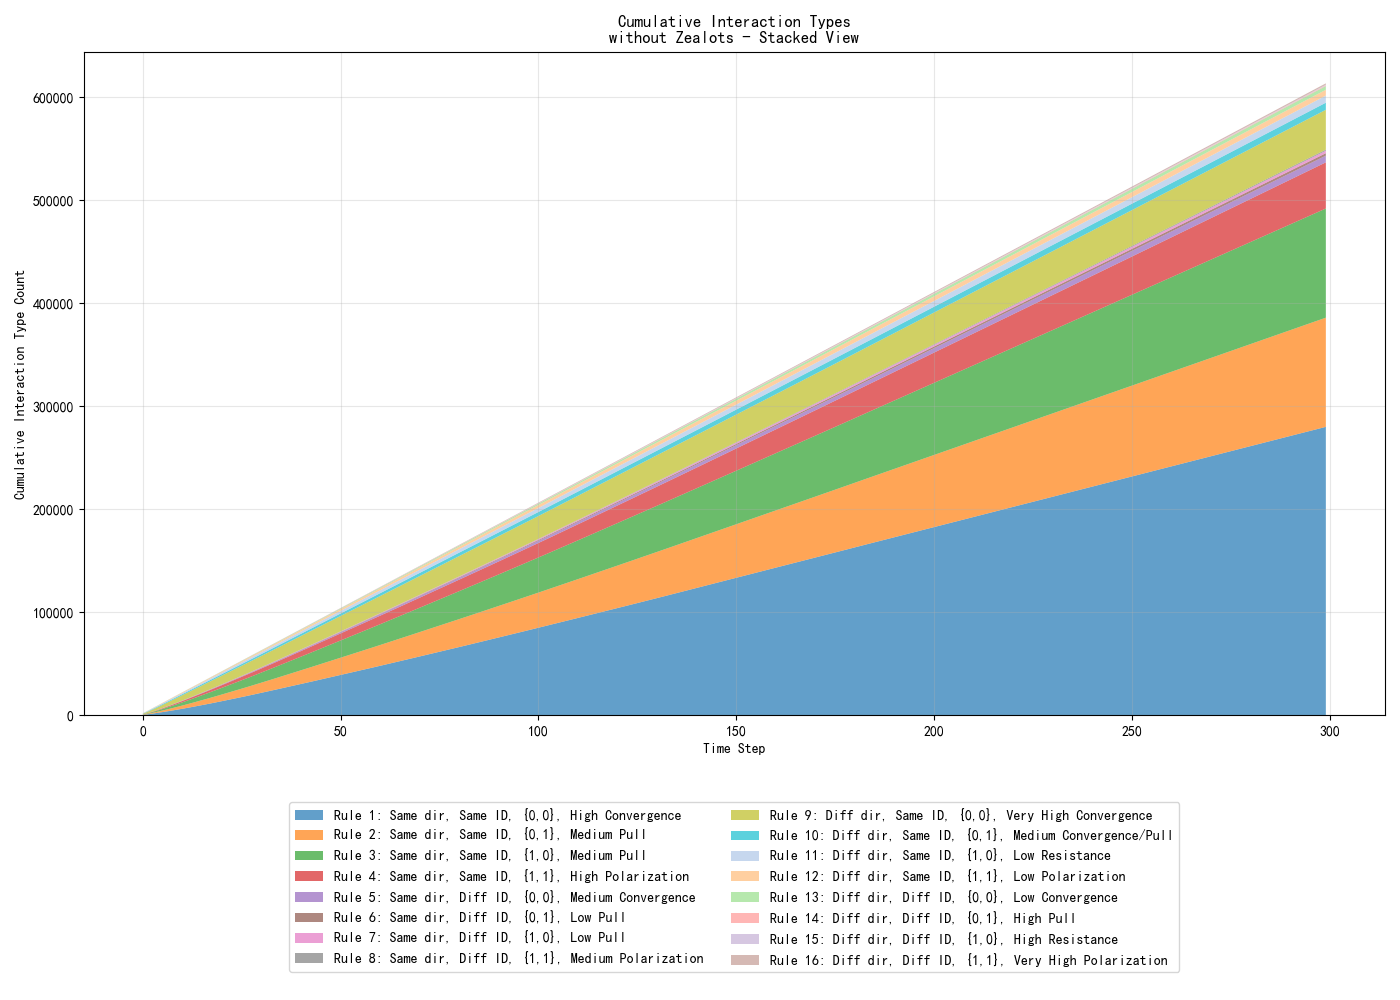 Cumulative Interaction Types
without Zealots - Stacked View
Cumulative Interaction Type Count
600000
500000
400000
300000
200000
100000
0
0 50 100 150 200 250 300
Time Step
Rule 1: Same dir, Same ID, {0,0}, High Convergence
Rule 2: Same dir, Same ID, {0,1}, Medium Pull
Rule 3: Same dir, Same ID, {1,0}, Medium Pull
Rule 4: Same dir, Same ID, {1,1}, High Polarization
Rule 5: Same dir, Diff ID, {0,0}, Medium Convergence
Rule 6: Same dir, Diff ID, {0,1}, Low Pull
Rule 7: Same dir, Diff ID, {1,0}, Low Pull
Rule 8: Same dir, Diff ID, {1,1}, Medium Polarization
Rule 9: Diff dir, Same ID, {0,0}, Very High Convergence
Rule 10: Diff dir, Same ID, {0,1}, Medium Convergence/Pull
Rule 11: Diff dir, Same ID, {1,0}, Low Resistance
Rule 12: Diff dir, Same ID, {1,1}, Low Polarization
Rule 13: Diff dir, Diff ID, {0,0}, Low Convergence
Rule 14: Diff dir, Diff ID, {0,1}, High Pull
Rule 15: Diff dir, Diff ID, {1,0}, High Resistance
Rule 16: Diff dir, Diff ID, {1,1}, Very High Polarization